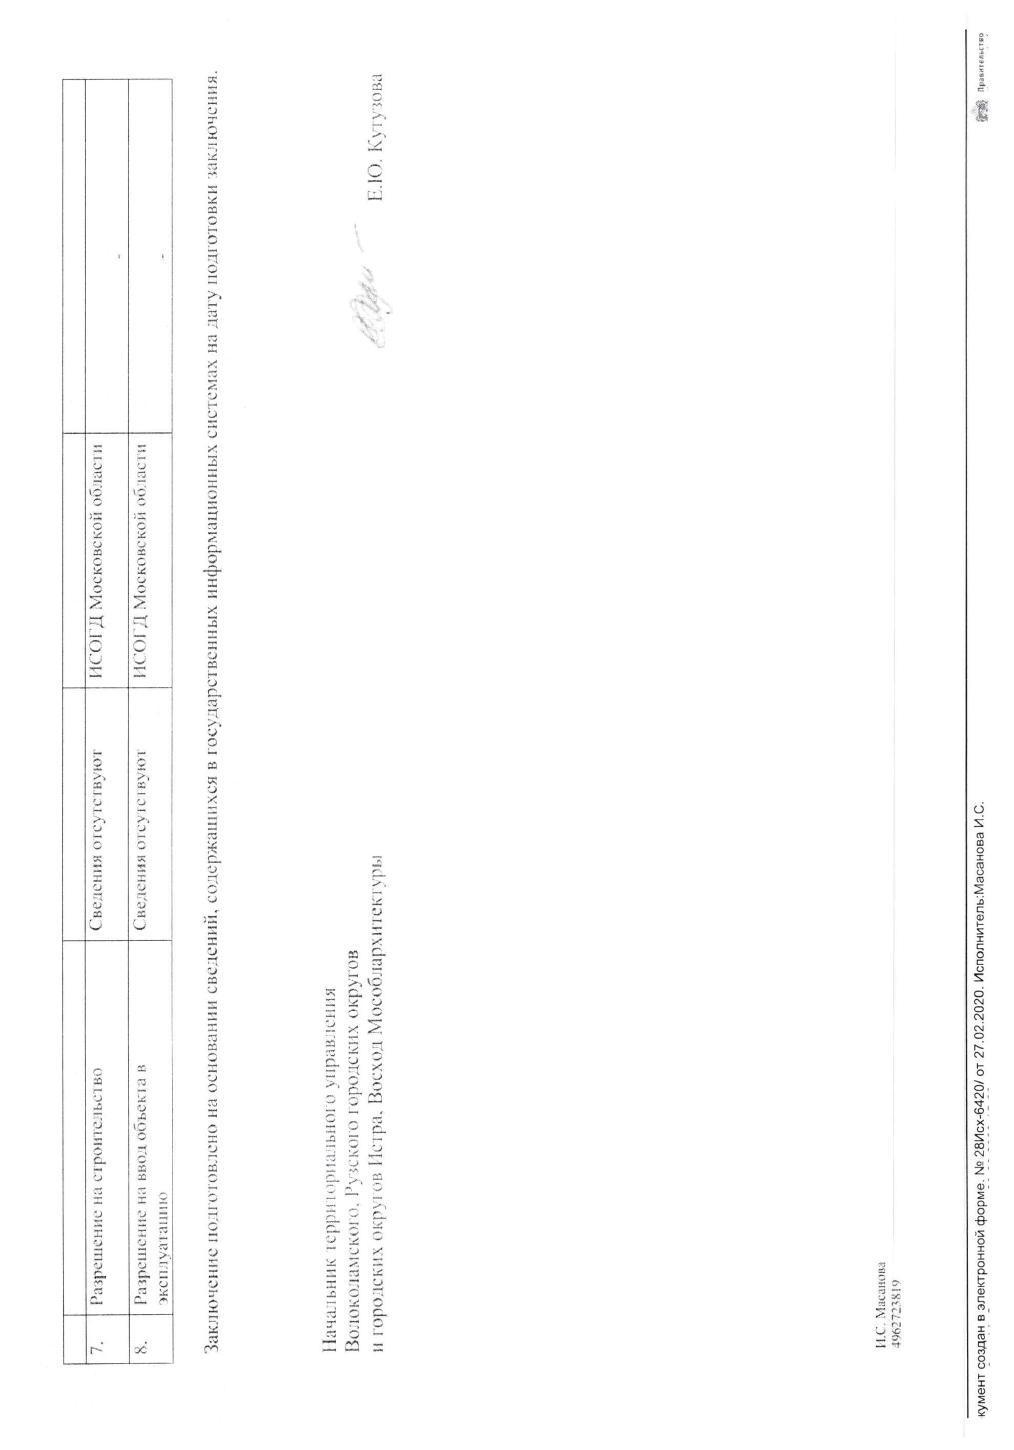 7. Разрешение на строительство Сведения отсутствуют ИСОГД Московской области -
8. Разрешение на ввод объекта в Сведения отсутствуют ИСОГД Московской области -
эксплуатацию
Заключение подготовлено на основании сведений, содержащихся в государственных информационных системах на дату подготовки заключения.
Начальник территориального управления
Волоколамского, Рузского городских округов
и городских округов Истра, Восход Мособлархитектуры Е.Ю. Кутузова
И.С. Масанова
4962723819
кумент создан в электронной форме. № 28Исх-6420/ от 27.02.2020. Исполнитель:Масанова И.С.
Правительство